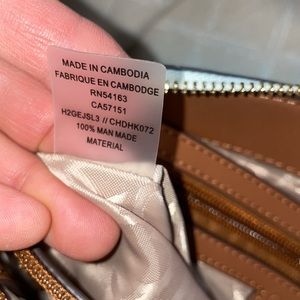 MADE IN CAMBODIA
FABRIQUE EN CAMBODGE
RN54163
CA57151
H2GEJSL3 // CHDHK072
100% MAN MADE
MATERIAL